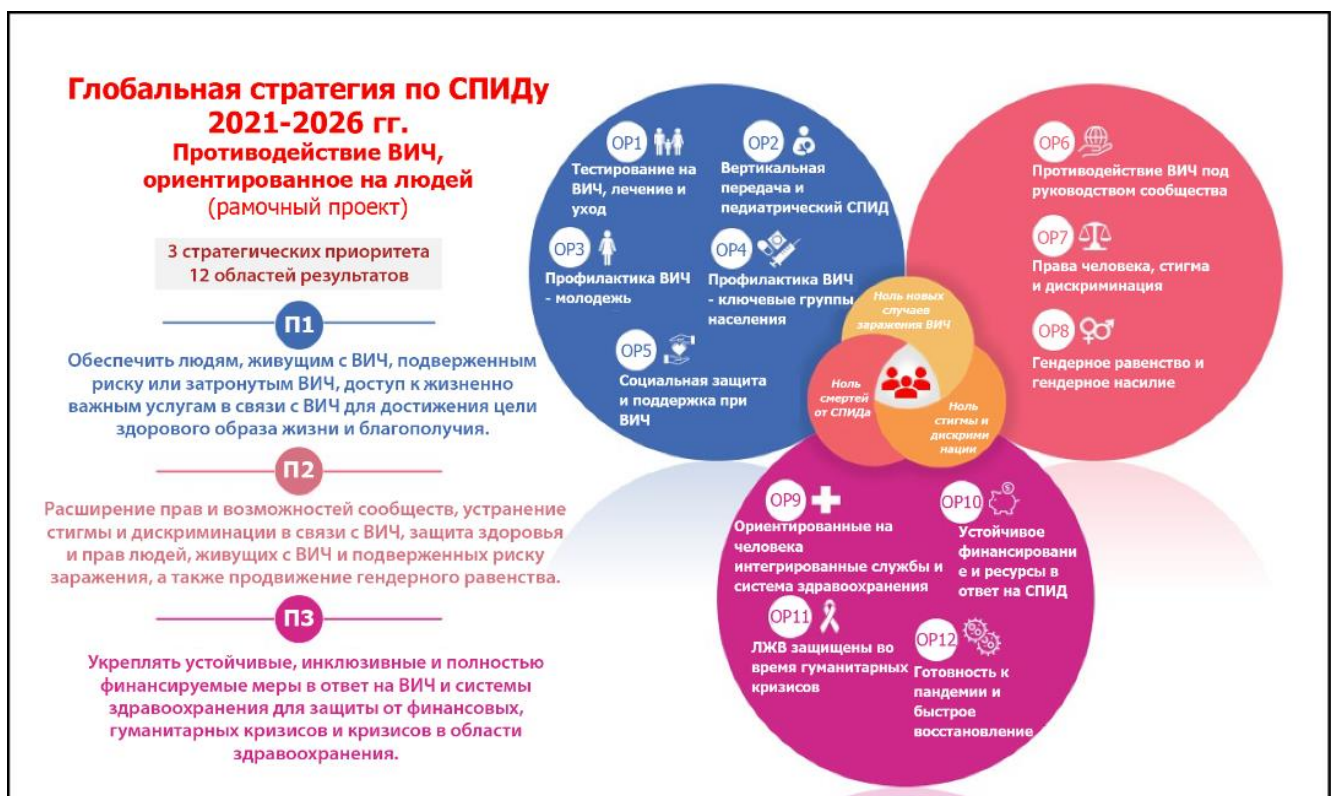 Глобальная стратегия по СПИДу
2021-2026 гг.
Противодействие ВИЧ,
ориентированное на людей
(рамочный проект)
3 стратегических приоритета
12 областей результатов
П1
Обеспечить людям, живущим с ВИЧ, подверженным
риску или затронутым ВИЧ, доступ к жизненно
важным услугам в связи с ВИЧ для достижения цели
здорового образа жизни и благополучия.
П2
Расширение прав и возможностей сообществ, устранение
стигмы и дискриминации в связи с ВИЧ, защита здоровья
и прав людей, живущих с ВИЧ и подверженных риску
заражения, а также продвижение гендерного равенства.
П3
Укреплять устойчивые, инклюзивные и полностью
финансируемые меры в ответ на ВИЧ и системы
здравоохранения для защиты от финансовых,
гуманитарных кризисов и кризисов в области
здравоохранения.
ОР1
Тестирование на
ВИЧ, лечение и
уход
ОР2
Вертикальная
передача и
педиатрический СПИД
ОР3
Профилактика ВИЧ
- молодежь
ОР4
Профилактика ВИЧ
- ключевые группы
населения
ОР5
Социальная защита
и поддержка при
ВИЧ
ОР6
Противодействие ВИЧ под
руководством сообщества
ОР7
Права человека, стигма
и дискриминация
ОР8
Гендерное равенство и
гендерное насилие
Ноль новых
случаев
заражения ВИЧ
Ноль
смертей
от СПИДа
Ноль
стигмы и
дискрими
нации
ОР9
Ориентированные на
человека
интегрированные службы и
система здравоохранения
ОР10
Устойчивое
финансировани
е и ресурсы в
ответ на СПИД
ОР11
ЛЖВ защищены во
время гуманитарных
кризисов
ОР12
Готовность к
пандемии и
быстрое
восстановление